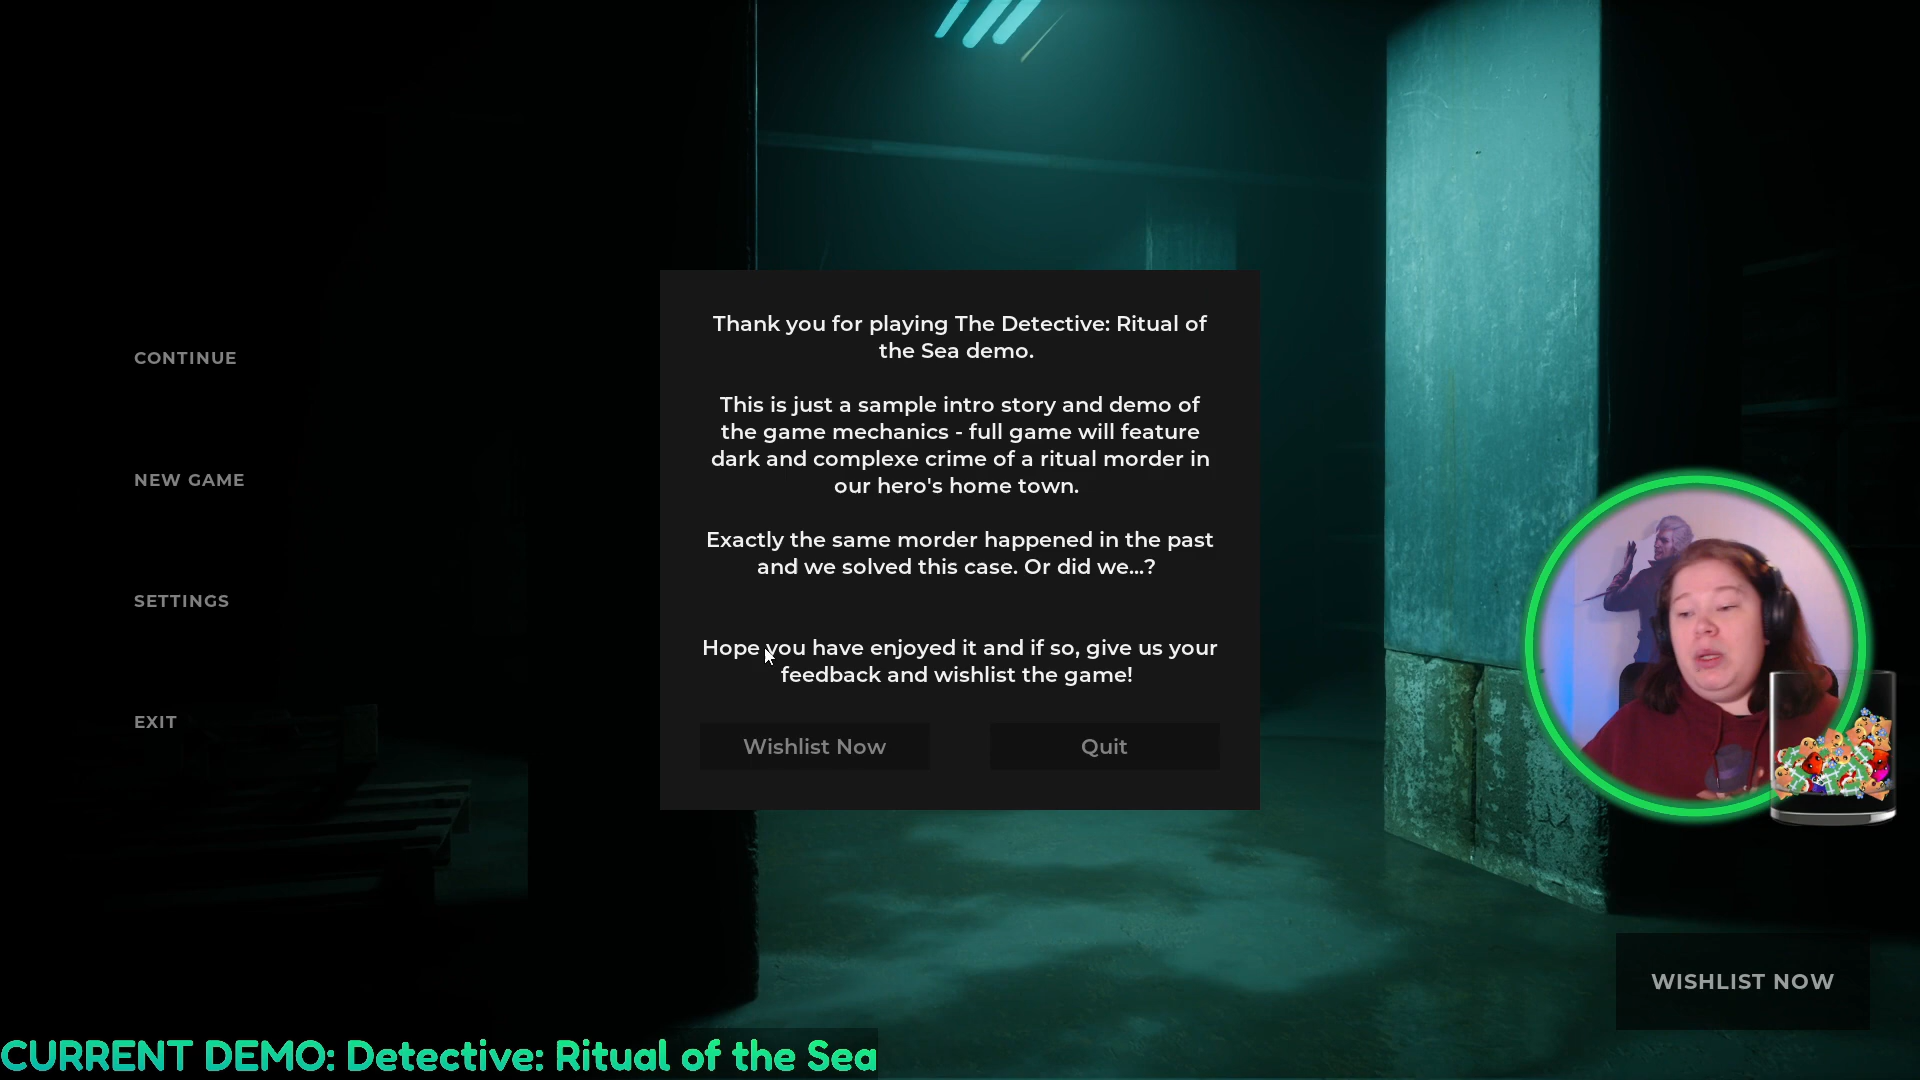 Thank you for playing The Detective: Ritual of
the Sea demo.
This is just a sample intro story and demo of
the game mechanics - full game will feature
dark and complexe crime of a ritual morder in
our hero's home town.
Exactly the same morder happened in the past
and we solved this case. Or did we...?
Hope you have enjoyed it and if so, give us your
feedback and wishlist the game!
Wishlist Now
Quit
CONTINUE
NEW GAME
SETTINGS
EXIT
WISHLIST NOW
CURRENT DEMO: Detective: Ritual of the Sea